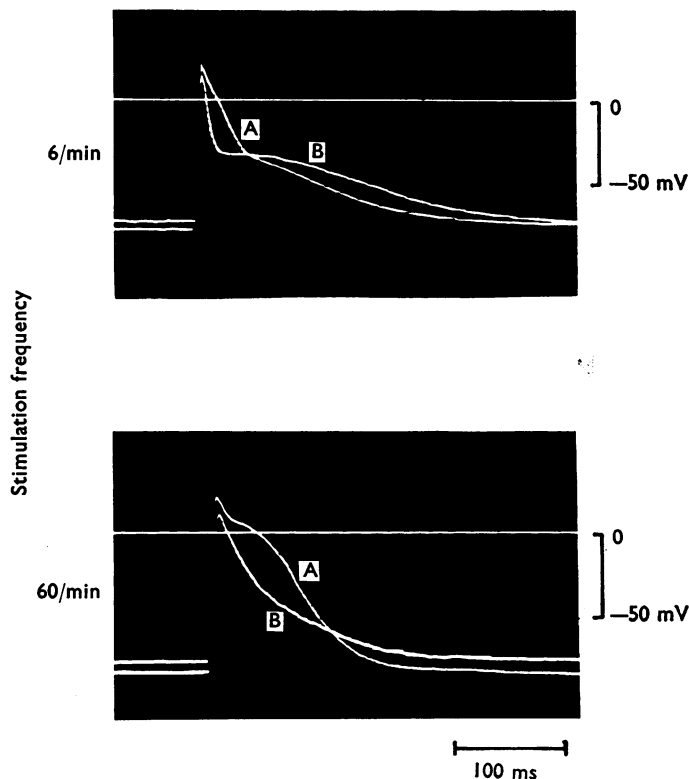 Stimulation frequency
6/min
A
B
0
—50 mV
60/min
A
B
0
—50 mV
100 ms